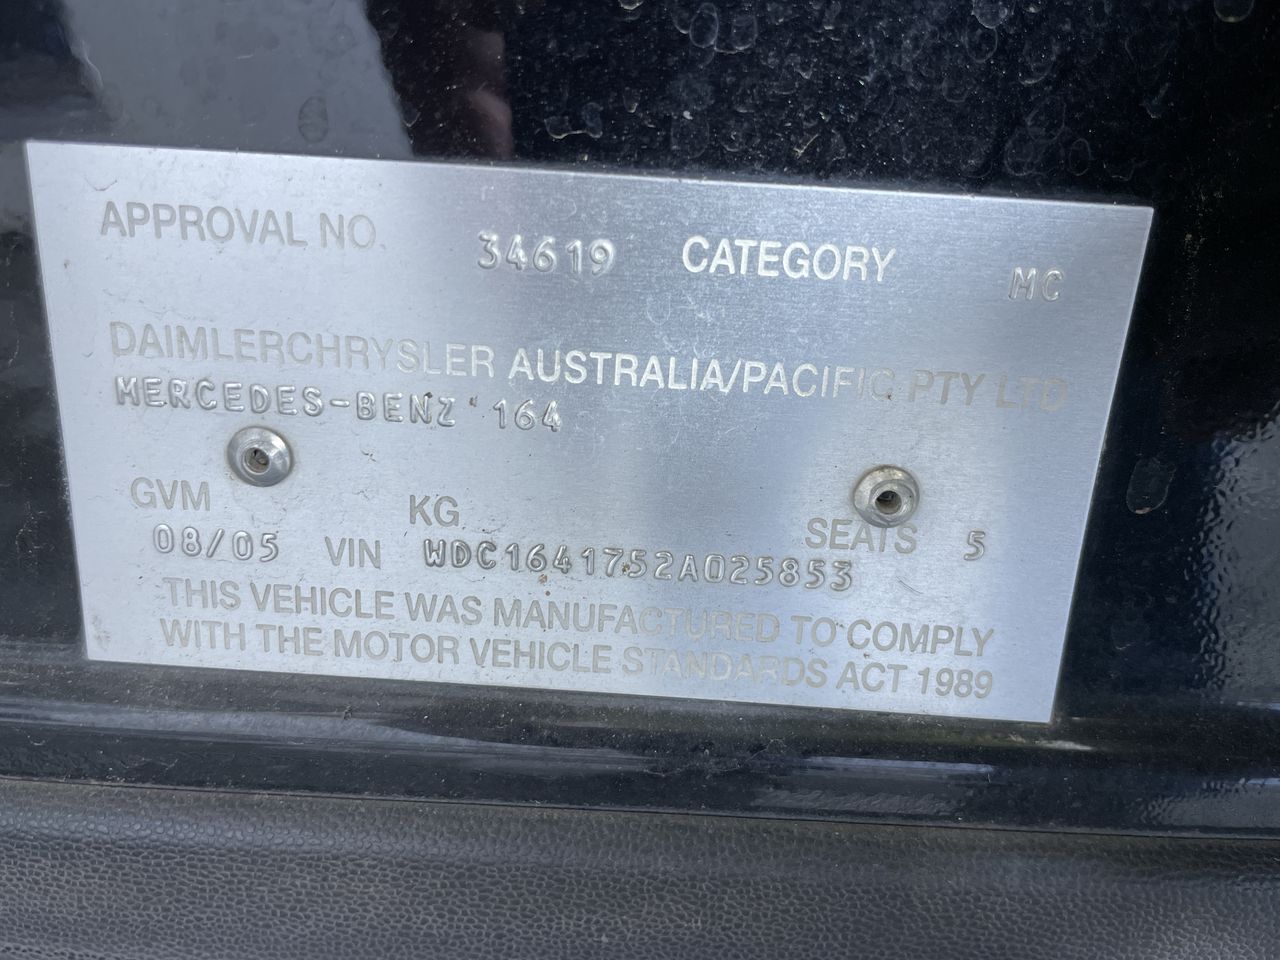 APPROVAL NO. 34619 CATEGORY MC
DAIMLERCHRYSLER AUSTRALIA/PACIFIC PTY LTD
MERCEDES-BENZ 164
GVM KG SEATS 5
08/05 VIN WDC1641752A025853
THIS VEHICLE WAS MANUFACTURED TO COMPLY
WITH THE MOTOR VEHICLE STANDARDS ACT 1989